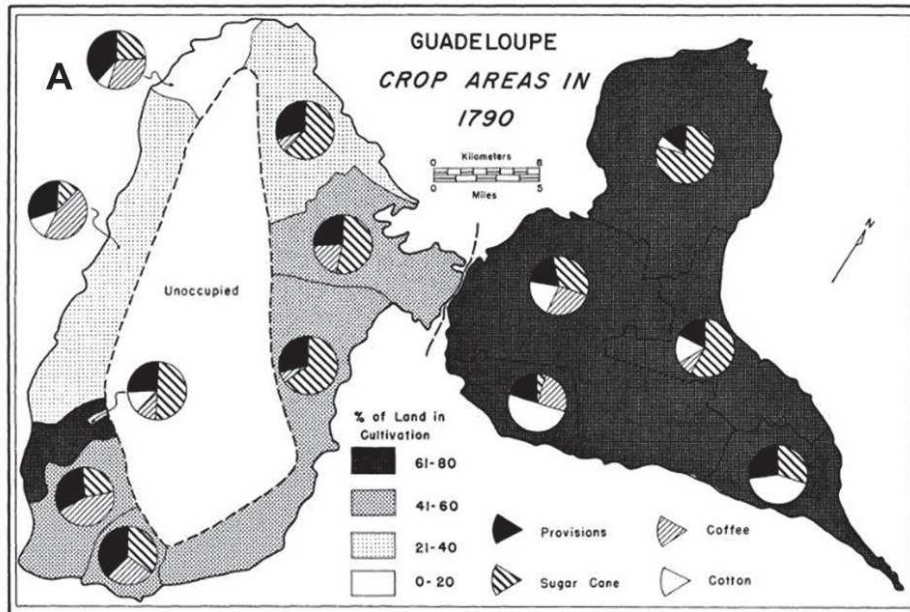 A
GUADELOUPE
CROP AREAS IN
1790
0 Kilometers 8
0 Miles 5
N
Unoccupied
% of Land in
Cultivation
61-80
41-60
21-40
0-20
Provisions
Coffee
Sugar Cane
Cotton